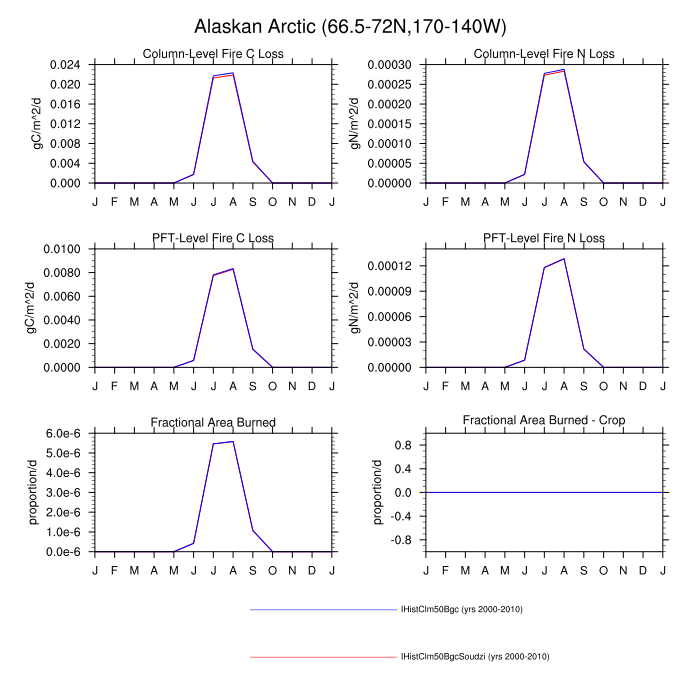 Alaskan Arctic (66.5-72N,170-140W)
Column-Level Fire C Loss
gC/m^2/d
0.024
0.020
0.016
0.012
0.008
0.004
0.000
J F M A M J J A S O N D J
Column-Level Fire N Loss
gN/m^2/d
0.00030
0.00025
0.00020
0.00015
0.00010
0.00005
0.00000
J F M A M J J A S O N D J
PFT-Level Fire C Loss
gC/m^2/d
0.0100
0.0080
0.0060
0.0040
0.0020
0.0000
J F M A M J J A S O N D J
PFT-Level Fire N Loss
gN/m^2/d
0.00012
0.00009
0.00006
0.00003
0.00000
J F M A M J J A S O N D J
Fractional Area Burned
proportion/d
6.0e-6
5.0e-6
4.0e-6
3.0e-6
2.0e-6
1.0e-6
0.0e-6
J F M A M J J A S O N D J
Fractional Area Burned - Crop
proportion/d
0.8
0.4
0.0
-0.4
-0.8
J F M A M J J A S O N D J
IHistClm50Bgc (yrs 2000-2010)
IHistClm50BgcSoudzi (yrs 2000-2010)